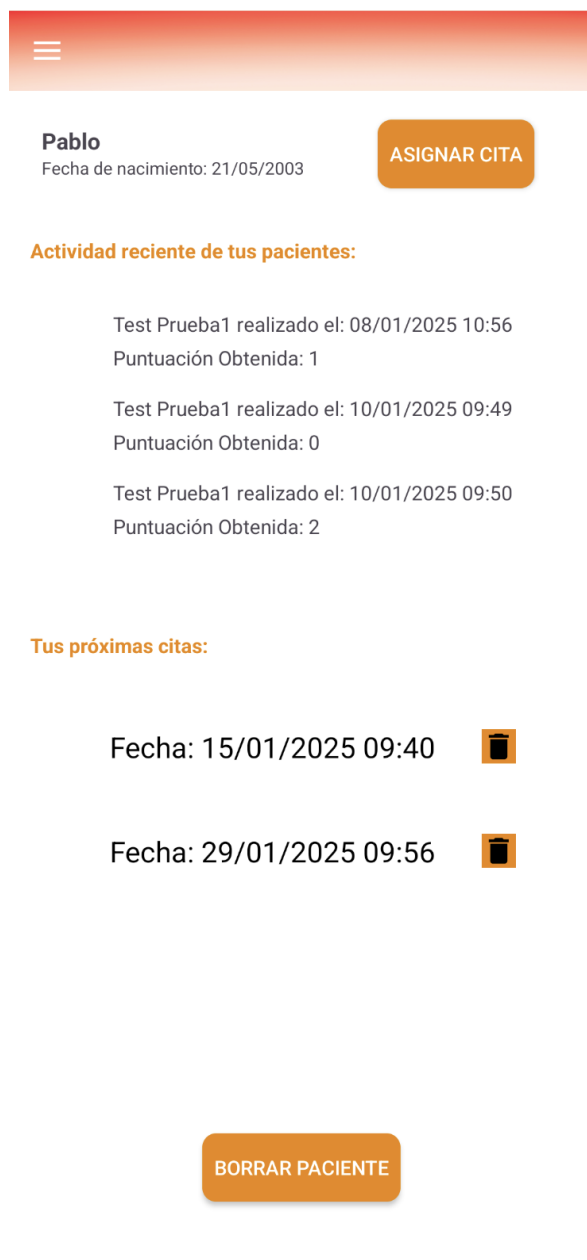 Pablo
Fecha de nacimiento: 21/05/2003
ASIGNAR CITA
Actividad reciente de tus pacientes:
Test Prueba1 realizado el: 08/01/2025 10:56
Puntuación Obtenida: 1
Test Prueba1 realizado el: 10/01/2025 09:49
Puntuación Obtenida: 0
Test Prueba1 realizado el: 10/01/2025 09:50
Puntuación Obtenida: 2
Tus próximas citas:
Fecha: 15/01/2025 09:40
Fecha: 29/01/2025 09:56
BORRAR PACIENTE